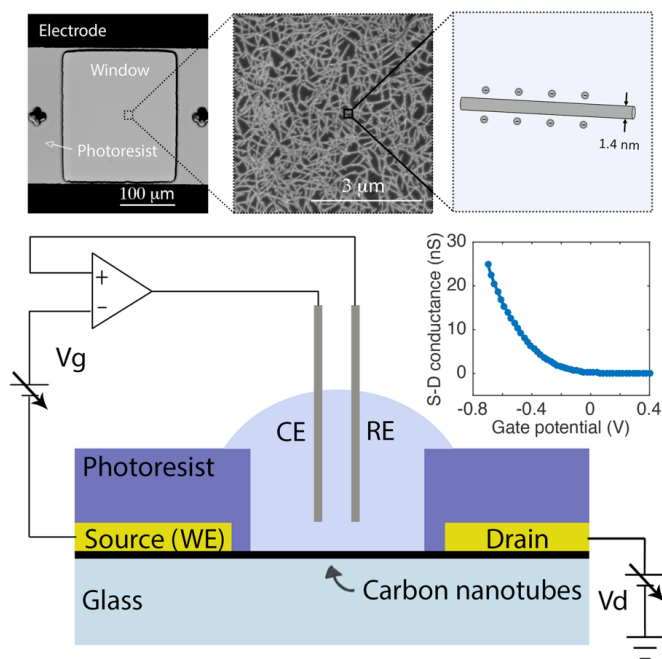 Electrode
Window
Photoresist
100 µm
3 µm
1.4 nm
+
−
Vg
CE
RE
S-D conductance (nS)
30
20
10
0
-0.8
-0.4
0
0.4
Gate potential (V)
Photoresist
Source (WE)
Drain
Carbon nanotubes
Glass
Vd